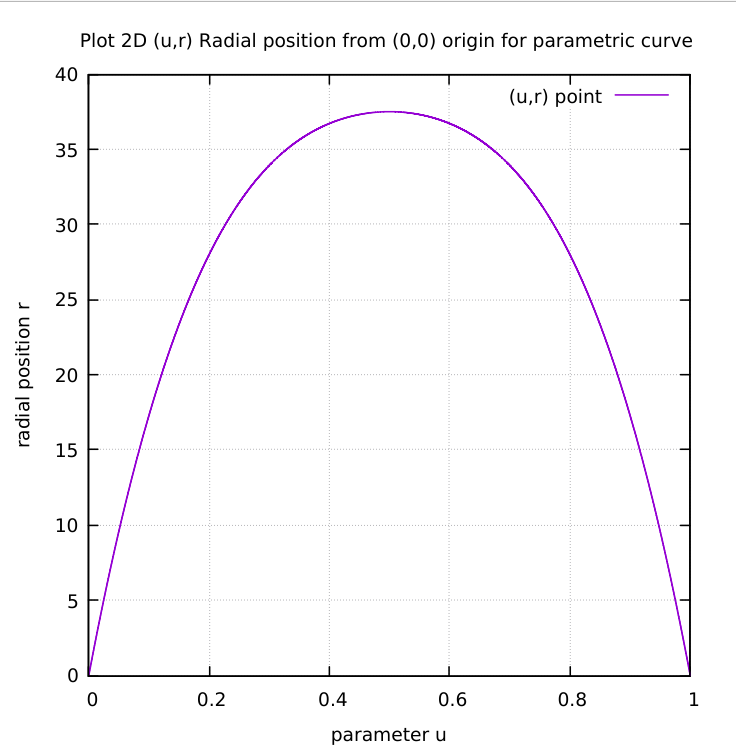 Plot 2D (u,r) Radial position from (0,0) origin for parametric curve
(u,r) point
40
35
30
25
20
15
10
5
0
radial position r
0 0.2 0.4 0.6 0.8 1
parameter u